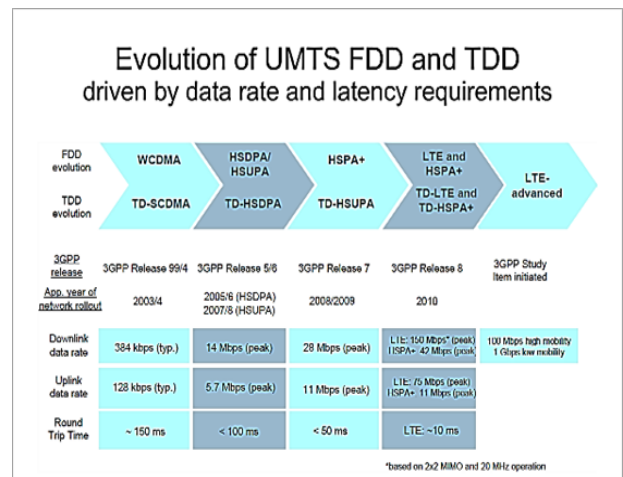 Evolution of UMTS FDD and TDD
driven by data rate and latency requirements
FDD
evolution
WCDMA
HSDPA/
HSUPA
HSPA+
LTE and
HSPA+
LTE-
advanced
TDD
evolution
TD-SCDMA
TD-HSDPA
TD-HSUPA
TD-LTE and
TD-HSPA+
3GPP
release
3GPP Release 99/4
3GPP Release 5/6
3GPP Release 7
3GPP Release 8
3GPP Study
Item initiated
App. year of
network rollout
2003/4
2005/6 (HSDPA)
2007/8 (HSUPA)
2008/2009
2010
Downlink
data rate
384 kbps (typ.)
14 Mbps (peak)
28 Mbps (peak)
LTE: 150 Mbps* (peak)
HSPA+ 42 Mbps (peak)
100 Mbps high mobility
1 Gbps low mobility
Uplink
data rate
128 kbps (typ.)
5.7 Mbps (peak)
11 Mbps (peak)
LTE: 75 Mbps (peak)
HSPA+ 11 Mbps (peak)
Round
Trip Time
~ 150 ms
< 100 ms
< 50 ms
LTE: ~10 ms
*based on 2x2 MIMO and 20 MHz operation